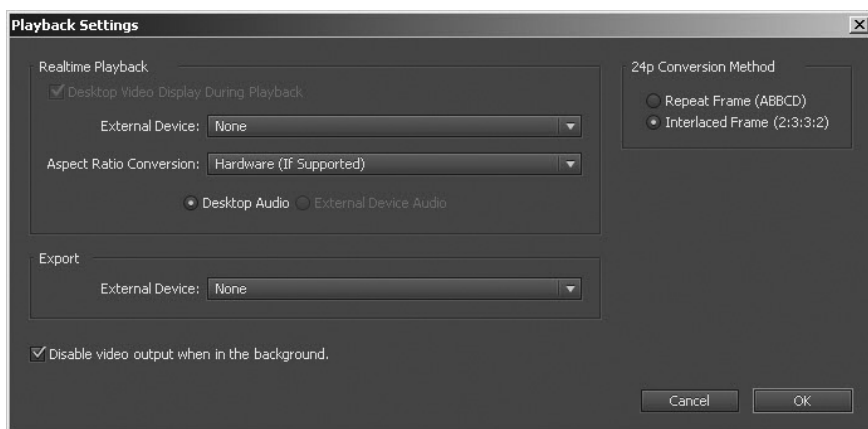 Playback Settings
Realtime Playback
Desktop Video Display During Playback
External Device: None
Aspect Ratio Conversion: Hardware (If Supported)
Desktop Audio External Device Audio
24p Conversion Method
Repeat Frame (ABBCD)
Interlaced Frame (2:3:3:2)
Export
External Device: None
Disable video output when in the background.
Cancel OK